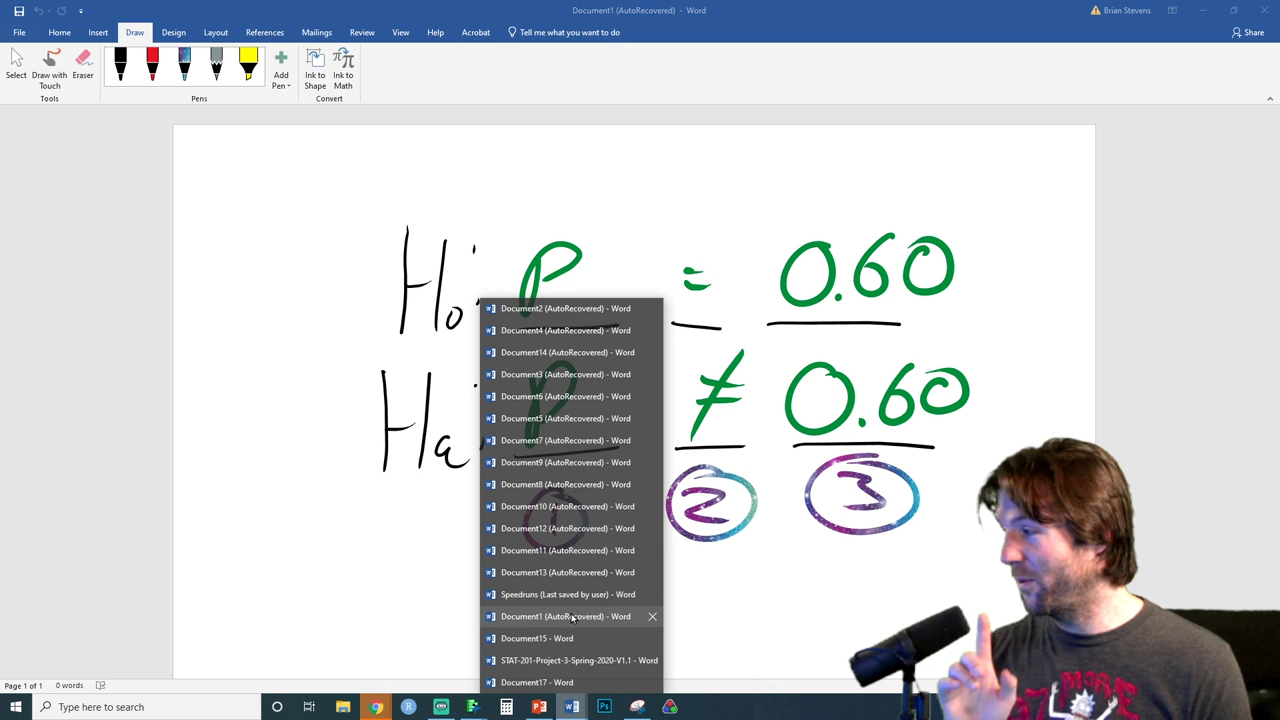 Document1 (AutoRecovered) - Word
Brian Stevens
File Home Insert Draw Design Layout References Mailings Review View Help Acrobat Tell me what you want to do Share
Select Draw with Touch Eraser Add Pen Ink to Shape Ink to Math
Tools Pens Convert
Ho: P = 0.60
Document2 (AutoRecovered) - Word
Document4 (AutoRecovered) - Word
Document14 (AutoRecovered) - Word
Document3 (AutoRecovered) - Word
Ha: P ≠ 0.60
Document6 (AutoRecovered) - Word
Document5 (AutoRecovered) - Word
Document7 (AutoRecovered) - Word
Document9 (AutoRecovered) - Word
Document8 (AutoRecovered) - Word
1 2 3
Document10 (AutoRecovered) - Word
Document12 (AutoRecovered) - Word
Document11 (AutoRecovered) - Word
Document13 (AutoRecovered) - Word
Speedruns (Last saved by user) - Word
Document1 (AutoRecovered) - Word
Document15 - Word
STAT-201-Project-3-Spring-2020-V1.1 - Word
Document17 - Word
MORE
Page 1 of 1 0 words
Type here to search